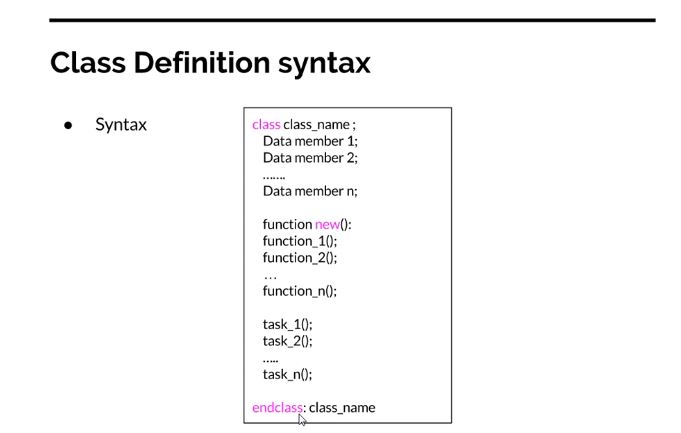 Class Definition syntax
● Syntax
class class_name ;
Data member 1;
Data member 2;
.......
Data member n;
function new():
function_1();
function_2();
...
function_n();
task_1();
task_2();
.....
task_n();
endclass: class_name